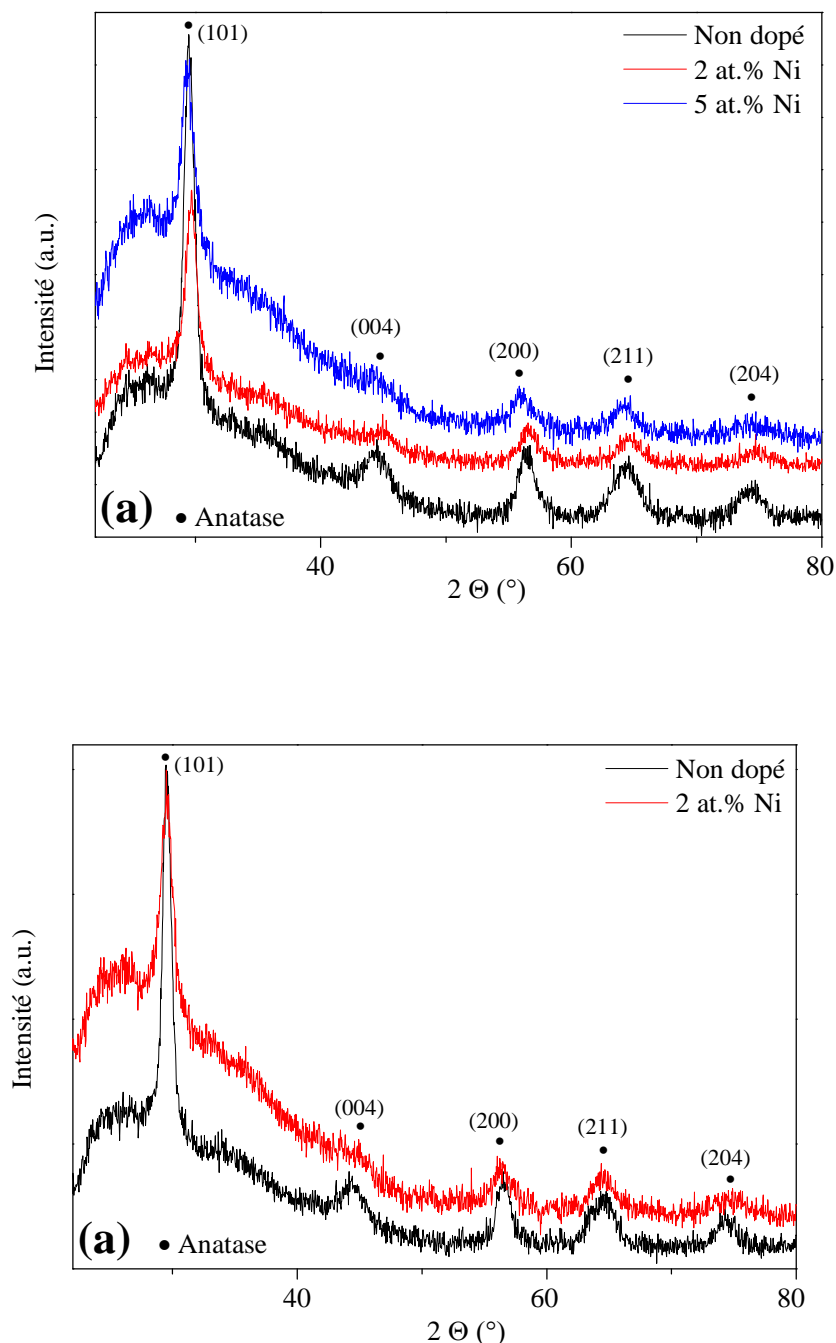 (101)
Non dopé
2 at.% Ni
5 at.% Ni
Intensité (a.u.)
(004)
(200)
(211)
(204)
(a)
• Anatase
40
60
80
2 Θ (°)
(101)
Non dopé
2 at.% Ni
Intensité (a.u.)
(004)
(200)
(211)
(204)
(a)
• Anatase
40
60
80
2 Θ (°)